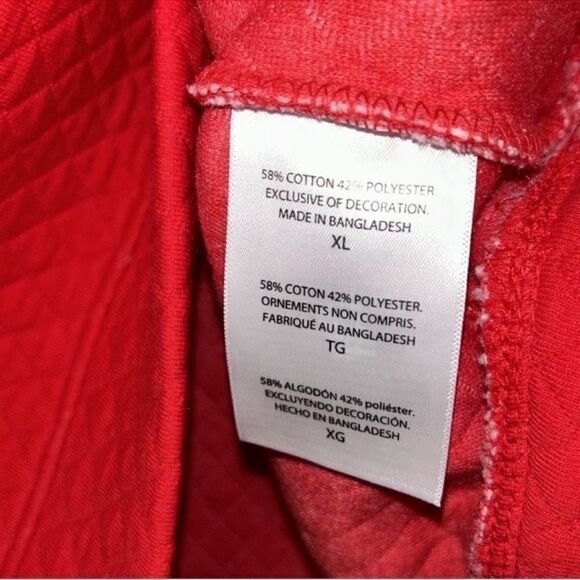 58% COTTON 42% POLYESTER.
EXCLUSIVE OF DECORATION.
MADE IN BANGLADESH
XL
58% COTON 42% POLYESTER.
ORNEMENTS NON COMPRIS.
FABRIQUÉ AU BANGLADESH
TG
58% ALGODÓN 42% poliéster.
EXCLUYENDO DECORACIÓN.
HECHO EN BANGLADESH
XG